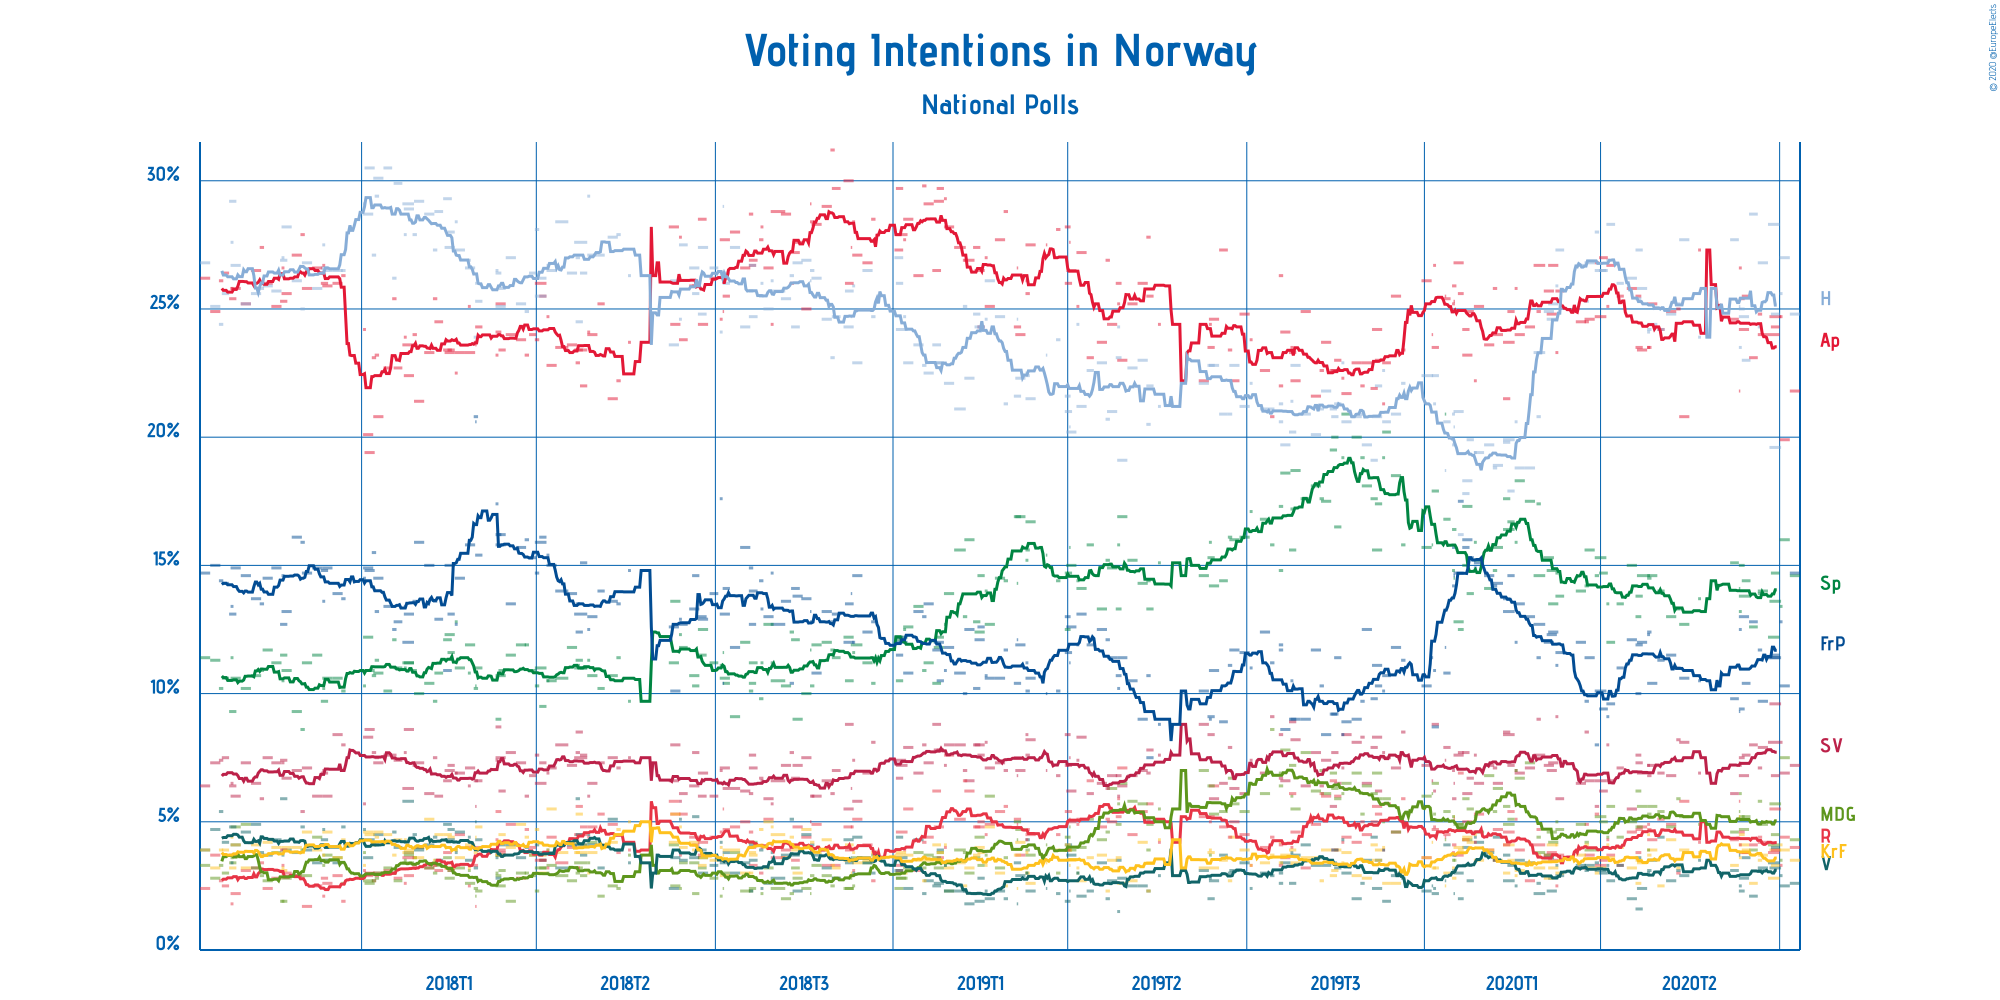 Voting Intentions in Norway
National Polls
© 2020 @EuropeElects
30%
25%
20%
15%
10%
5%
0%
H
Ap
Sp
FrP
SV
MDG
R
KrF
V
2018T1 2018T2 2018T3 2019T1 2019T2 2019T3 2020T1 2020T2